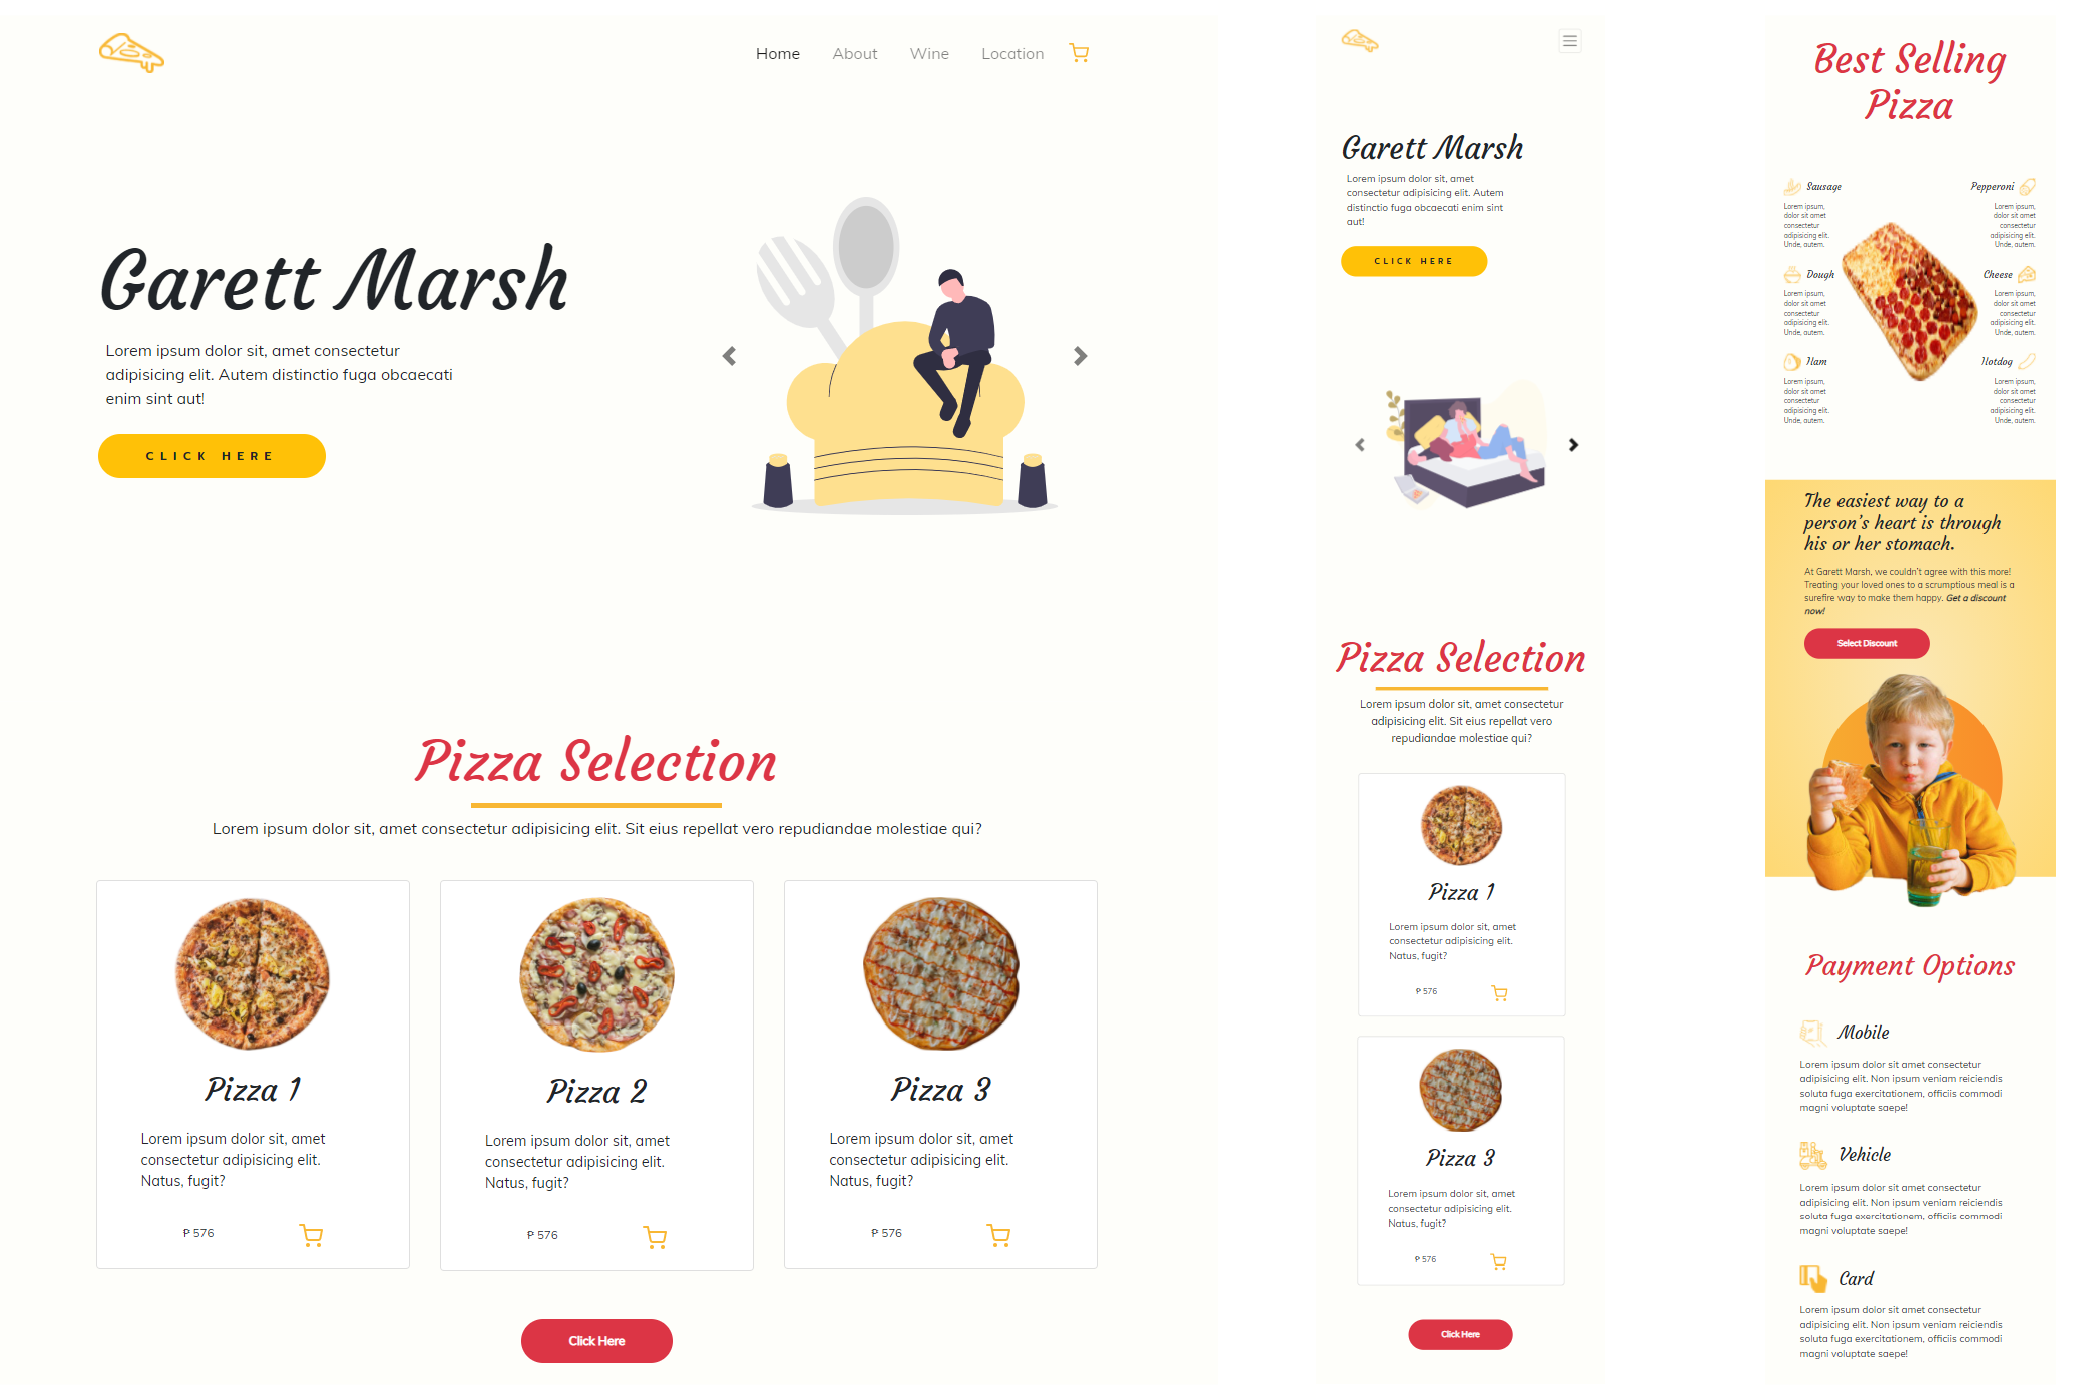 Home About Wine Location
Garett Marsh
Lorem ipsum dolor sit, amet consectetur
adipisicing elit. Autem distinctio fuga obcaecati
enim sint aut!
CLICK HERE
Pizza Selection
Lorem ipsum dolor sit, amet consectetur adipisicing elit. Sit eius repellat vero repudiandae molestiae qui?
Pizza 1
Lorem ipsum dolor sit, amet
consectetur adipisicing elit.
Natus, fugit?
₱ 576
Pizza 2
Lorem ipsum dolor sit, amet
consectetur adipisicing elit.
Natus, fugit?
₱ 576
Pizza 3
Lorem ipsum dolor sit, amet
consectetur adipisicing elit.
Natus, fugit?
₱ 576
Click Here
Garett Marsh
Lorem ipsum dolor sit, amet
consectetur adipisicing elit. Autem
distinctio fuga obcaecati enim sint
aut!
CLICK HERE
Pizza Selection
Lorem ipsum dolor sit, amet consectetur
adipisicing elit. Sit eius repellat vero
repudiandae molestiae qui?
Pizza 1
Lorem ipsum dolor sit, amet
consectetur adipisicing elit.
Natus, fugit?
₱ 576
Pizza 3
Lorem ipsum dolor sit, amet
consectetur adipisicing elit.
Natus, fugit?
₱ 576
Click Here
Best Selling
Pizza
Sausage
Lorem ipsum,
dolor sit amet
consectetur
adipisicing elit.
Unde, autem.
Pepperoni
Lorem ipsum,
dolor sit amet
consectetur
adipisicing elit.
Unde, autem.
Dough
Lorem ipsum,
dolor sit amet
consectetur
adipisicing elit.
Unde, autem.
Cheese
Lorem ipsum,
dolor sit amet
consectetur
adipisicing elit.
Unde, autem.
Ham
Lorem ipsum,
dolor sit amet
consectetur
adipisicing elit.
Unde, autem.
Hotdog
Lorem ipsum,
dolor sit amet
consectetur
adipisicing elit.
Unde, autem.
The easiest way to a
person's heart is through
his or her stomach.
At Garett Marsh, we couldn't agree with this more!
Treating your loved ones to a scrumptious meal is a
surefire way to make them happy. Get a discount
now!
Select Discount
Payment Options
Mobile
Lorem ipsum dolor sit amet consectetur
adipisicing elit. Non ipsum veniam reiciendis
soluta fuga exercitationem, officiis commodi
magni voluptate saepe!
Vehicle
Lorem ipsum dolor sit amet consectetur
adipisicing elit. Non ipsum veniam reiciendis
soluta fuga exercitationem, officiis commodi
magni voluptate saepe!
Card
Lorem ipsum dolor sit amet consectetur
adipisicing elit. Non ipsum veniam reiciendis
soluta fuga exercitationem, officiis commodi
magni voluptate saepe!